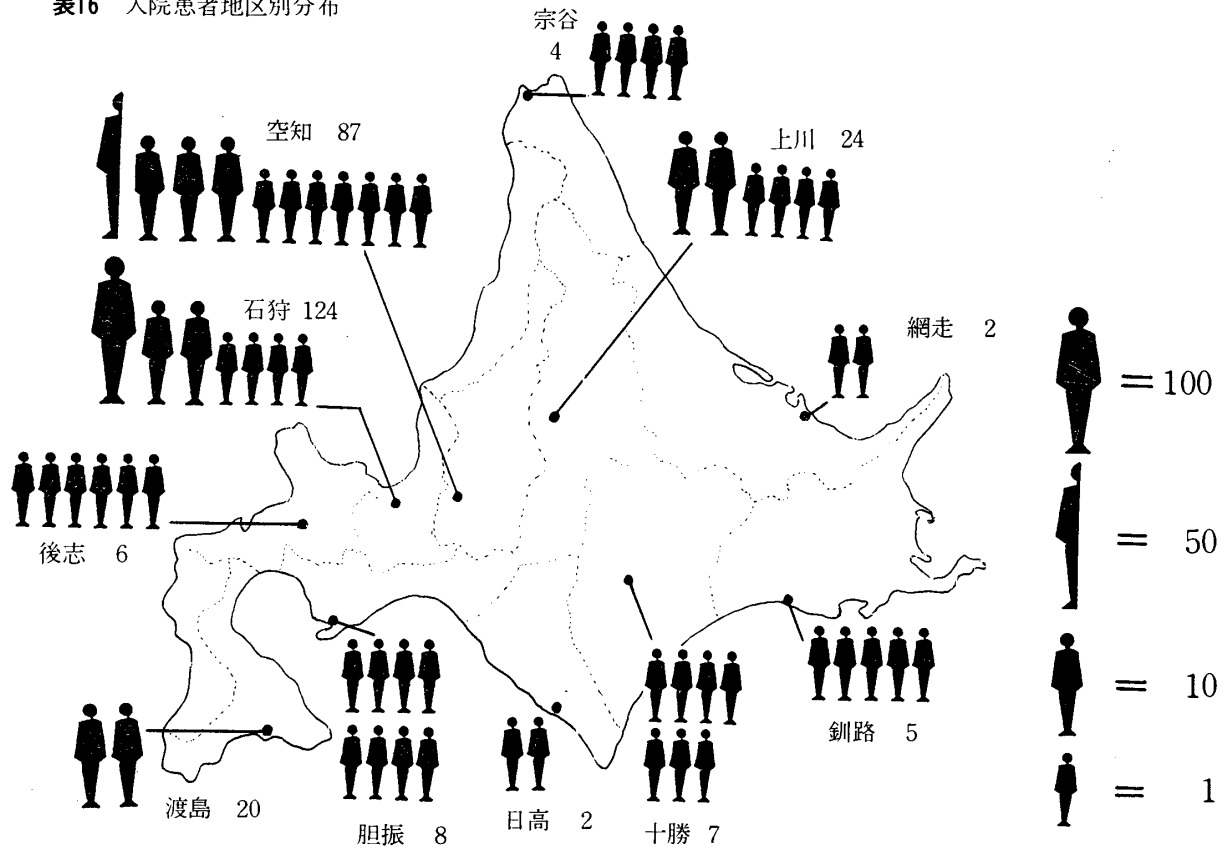 表16 入院患者地区別分布
宗谷
4
空知 87
上川 24
石狩 124
網走 2
= 100
後志 6
= 50
= 10
釧路 5
渡島 20
胆振 8
日高 2
十勝 7
= 1